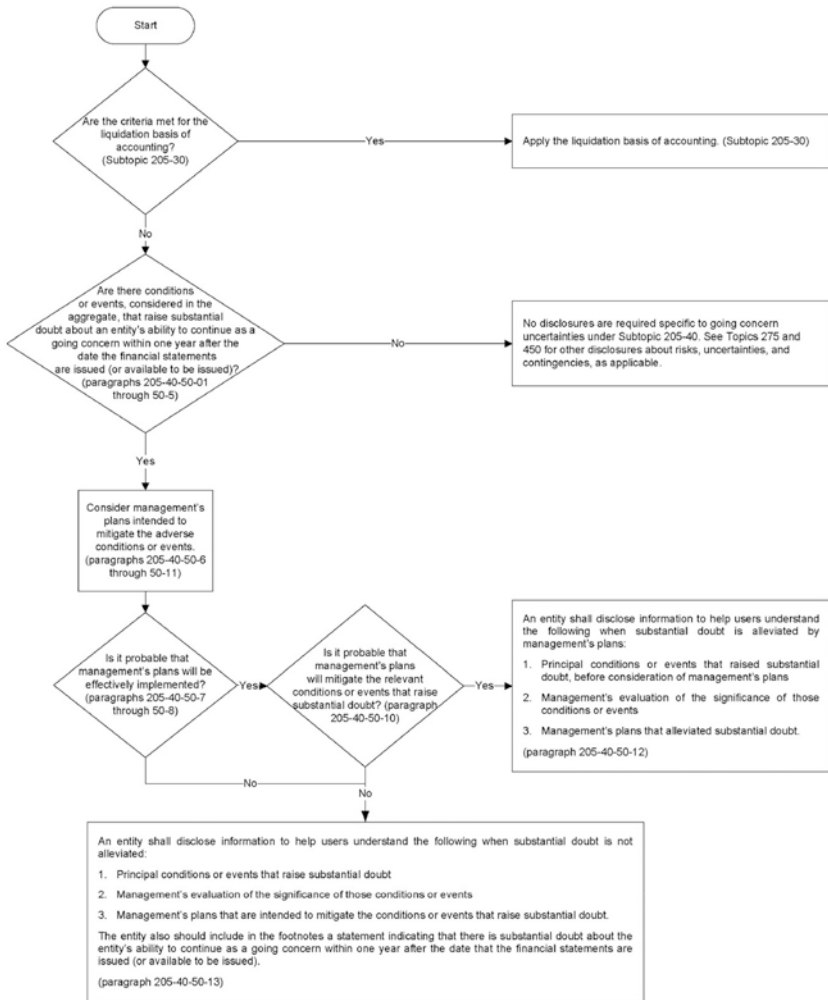 Start
Are the criteria met for the
liquidation basis of
accounting?
(Subtopic 205-30)
Yes
Apply the liquidation basis of accounting. (Subtopic 205-30)
No
Are there conditions
or events, considered in the
aggregate, that raise substantial
doubt about an entity's ability to continue as a
going concern within one year after the
date the financial statements
are issued (or available to be issued)?
(paragraphs 205-40-50-01
through 50-5)
No
No disclosures are required specific to going concern
uncertainties under Subtopic 205-40. See Topics 275 and
450 for other disclosures about risks, uncertainties, and
contingencies, as applicable.
Yes
Consider management's
plans intended to
mitigate the adverse
conditions or events.
(paragraphs 205-40-50-6
through 50-11)
Is it probable that
management's plans will be
effectively implemented?
(paragraphs 205-40-50-7
through 50-8)
Yes
Is it probable that
management's plans
will mitigate the relevant
conditions or events that raise
substantial doubt? (paragraph
205-40-50-10)
Yes
An entity shall disclose information to help users understand
the following when substantial doubt is alleviated by
management's plans:
1. Principal conditions or events that raised substantial
doubt, before consideration of management's plans
2. Management's evaluation of the significance of those
conditions or events
3. Management's plans that alleviated substantial doubt.
(paragraph 205-40-50-12)
No
No
An entity shall disclose information to help users understand the following when substantial doubt is not
alleviated:
1. Principal conditions or events that raise substantial doubt
2. Management's evaluation of the significance of those conditions or events
3. Management's plans that are intended to mitigate the conditions or events that raise substantial doubt.
The entity also should include in the footnotes a statement indicating that there is substantial doubt about the
entity's ability to continue as a going concern within one year after the date that the financial statements are
issued (or available to be issued).
(paragraph 205-40-50-13)